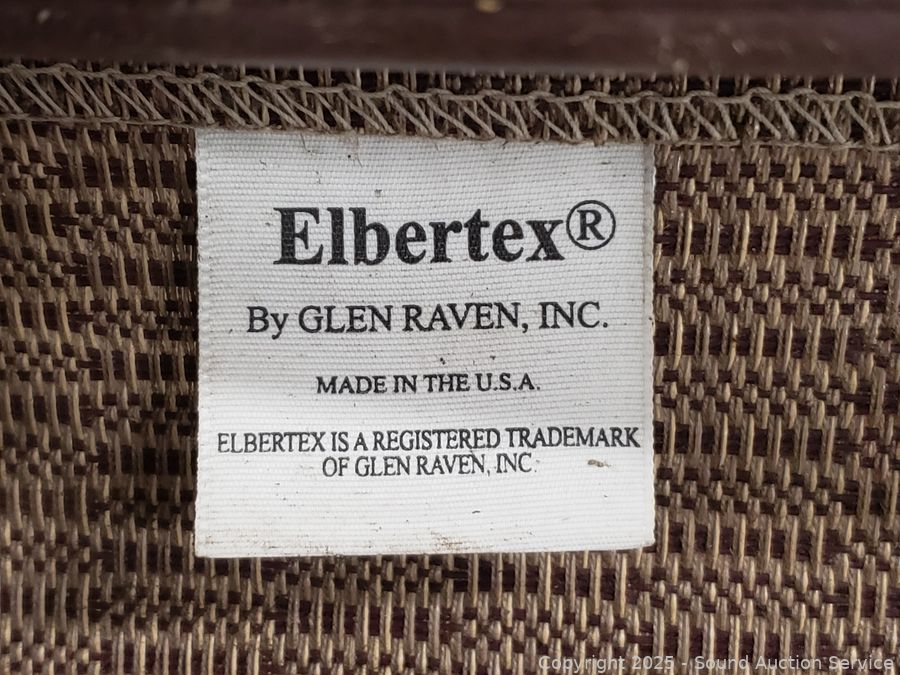 Elbertex®
By GLEN RAVEN, INC.
MADE IN THE U.S.A.
ELBERTEX IS A REGISTERED TRADEMARK
OF GLEN RAVEN, INC
Copyright 2025 - Sound Auction Service